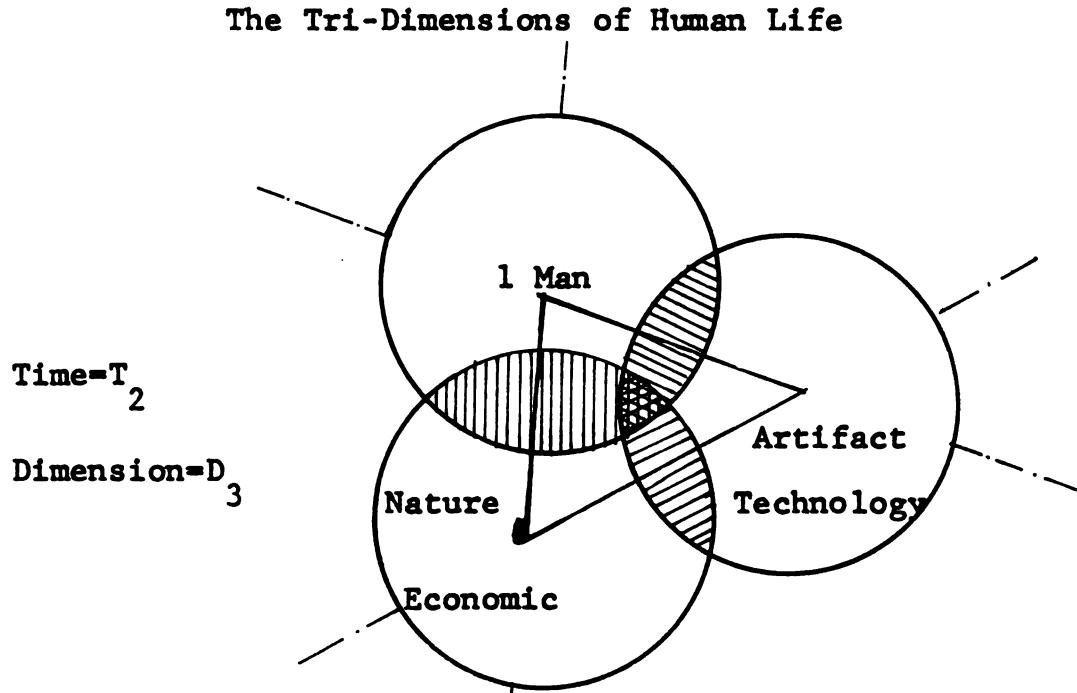 The Tri-Dimensions of Human Life
1 Man
Time=T2
Artifact
Dimension=D3
Nature
Technology
Economic